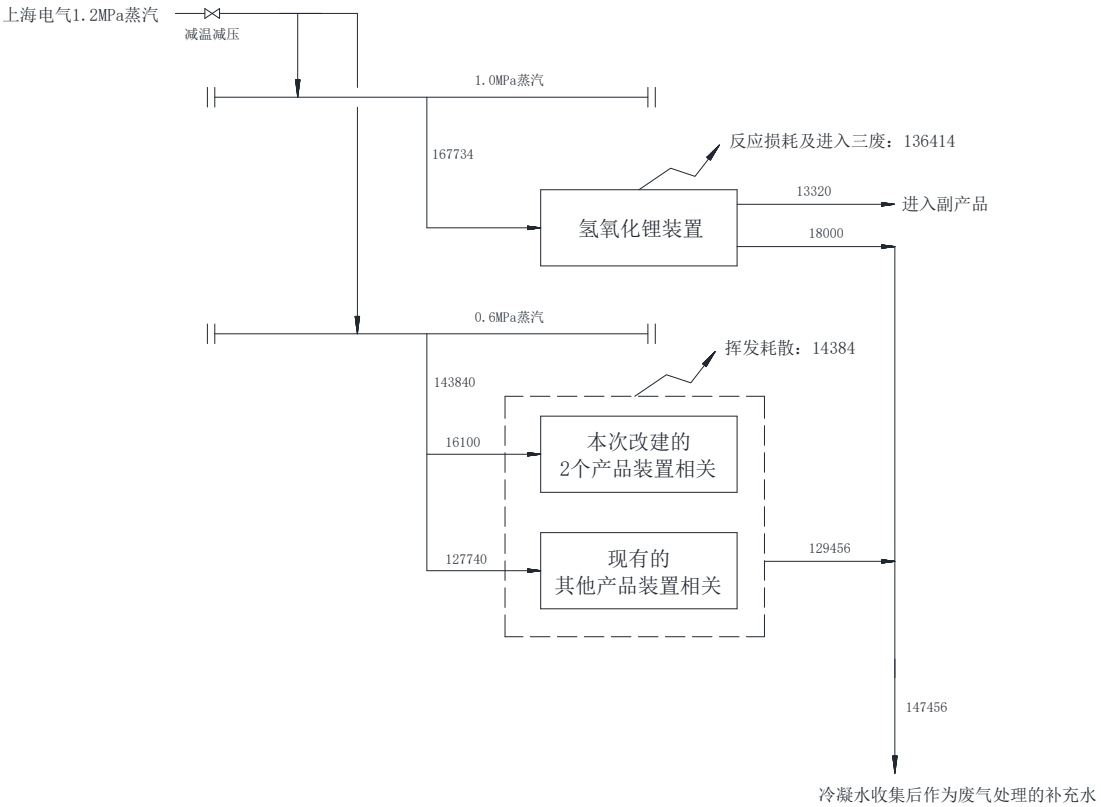 上海电气1.2MPa蒸汽
减温减压
1.0MPa蒸汽
167734
反应损耗及进入三废：136414
13320
进入副产品
氢氧化锂装置
18000
0.6MPa蒸汽
挥发耗散：14384
143840
16100
本次改建的
2个产品装置相关
127740
现有的
其他产品装置相关
129456
147456
冷凝水收集后作为废气处理的补充水